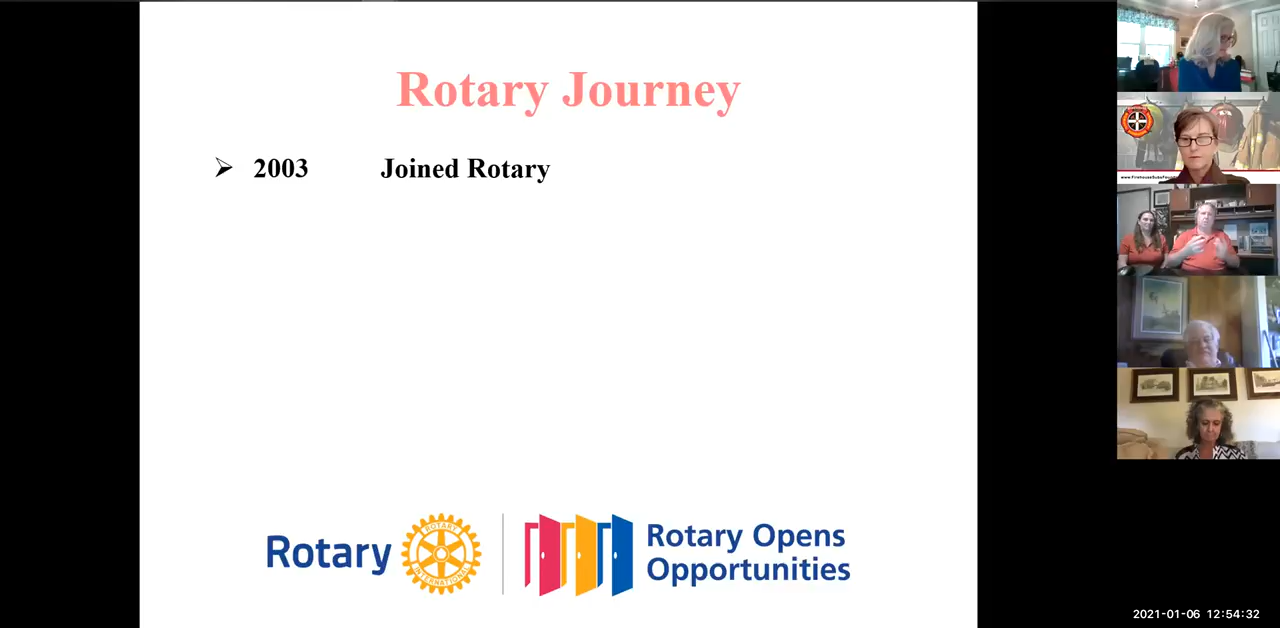 Rotary Journey
➢ 2003 Joined Rotary
Rotary
ROTARY
INTERNATIONAL
Rotary Opens
Opportunities
2021-01-06 12:54:32